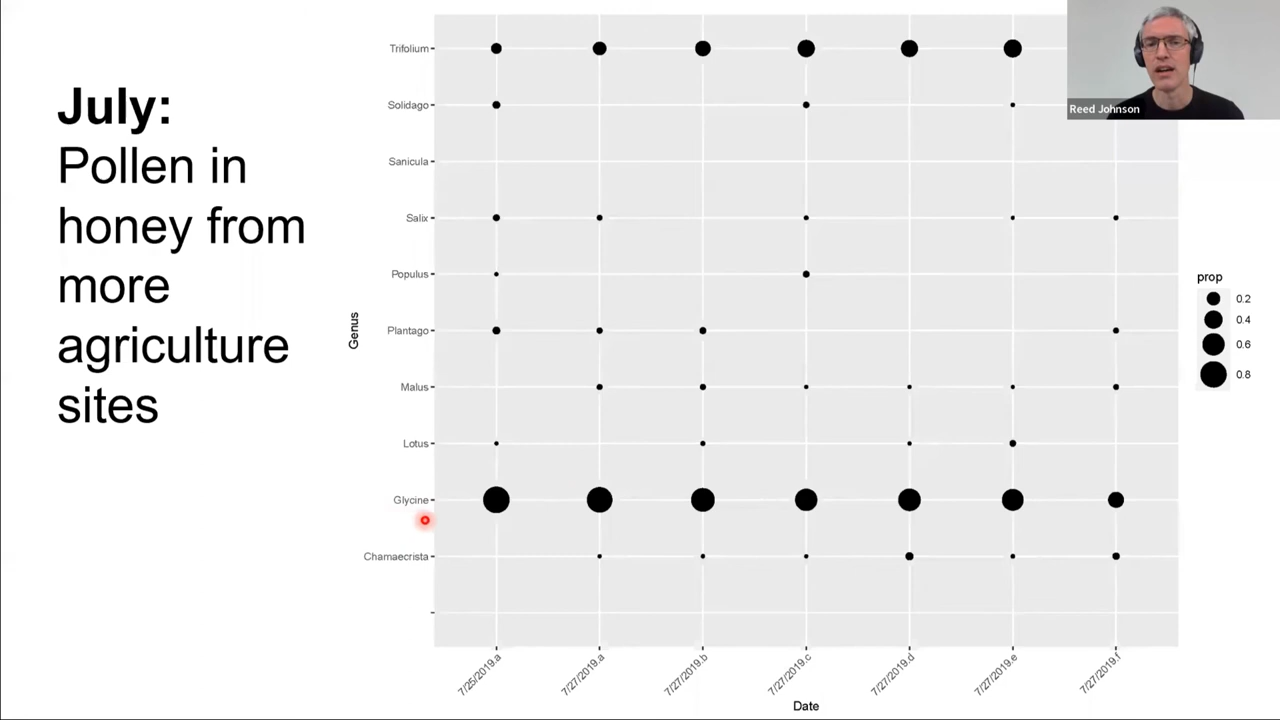 July:
Pollen in
honey from
more
agriculture
sites
Genus
Trifolium
Solidago
Sanicula
Salix
Populus
Plantago
Malus
Lotus
Glycine
Chamaecrista
7/25/2019.a
7/27/2019.a
7/27/2019.b
7/27/2019.c
7/27/2019.d
7/27/2019.e
7/27/2019.f
Date
prop
0.2
0.4
0.6
0.8
Reed Johnson